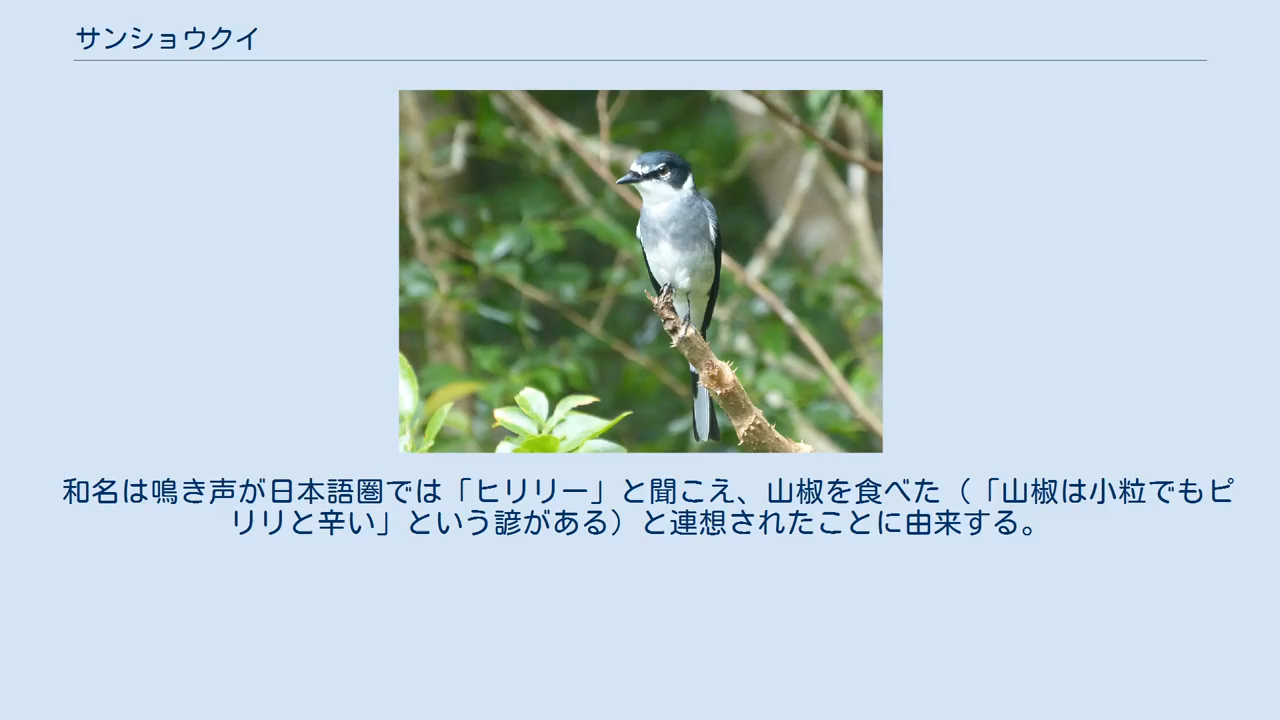 サンショウクイ
和名は鳴き声が日本語圏では「ヒリリー」と聞こえ、山椒を食べた（「山椒は小粒でもピ
リリと辛い」という諺がある）と連想されたことに由来する。